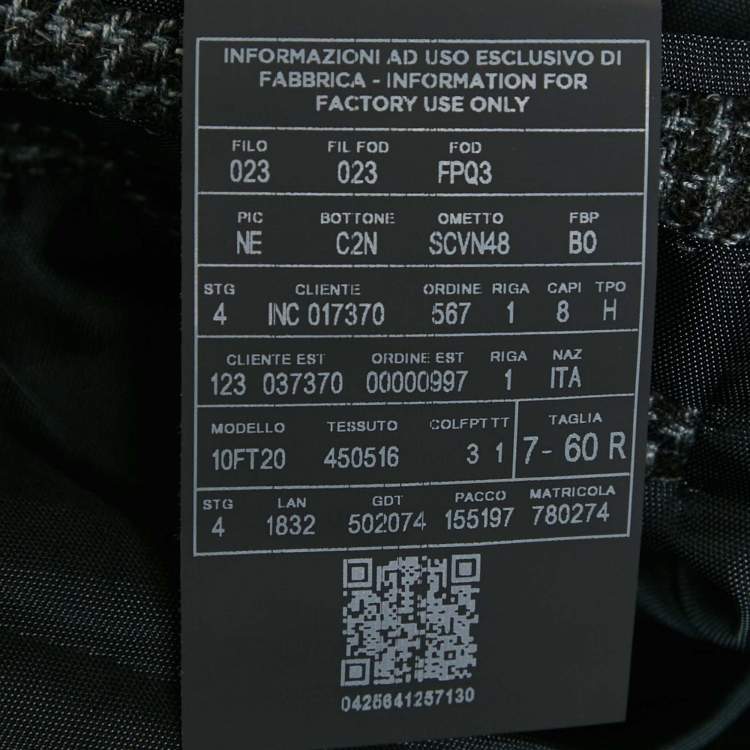 INFORMAZIONI AD USO ESCLUSIVO DI
FABBRICA - INFORMATION FOR
FACTORY USE ONLY
FILO FIL FOD FOD
023 023 FPQ3
PIC BOTTONE OMETTO FBP
NE C2N SCVN48 BO
STG CLIENTE ORDINE RIGA CAPI TPO
4 INC 017370 567 1 8 H
CLIENTE EST ORDINE EST RIGA NAZ
123 037370 00000997 1 ITA
MODELLO TESSUTO COLFPTTT TAGLIA
10FT20 450516 3 1 7- 60 R
STG LAN GDT PACCO MATRICOLA
4 1832 502074 155197 780274
0425641257130